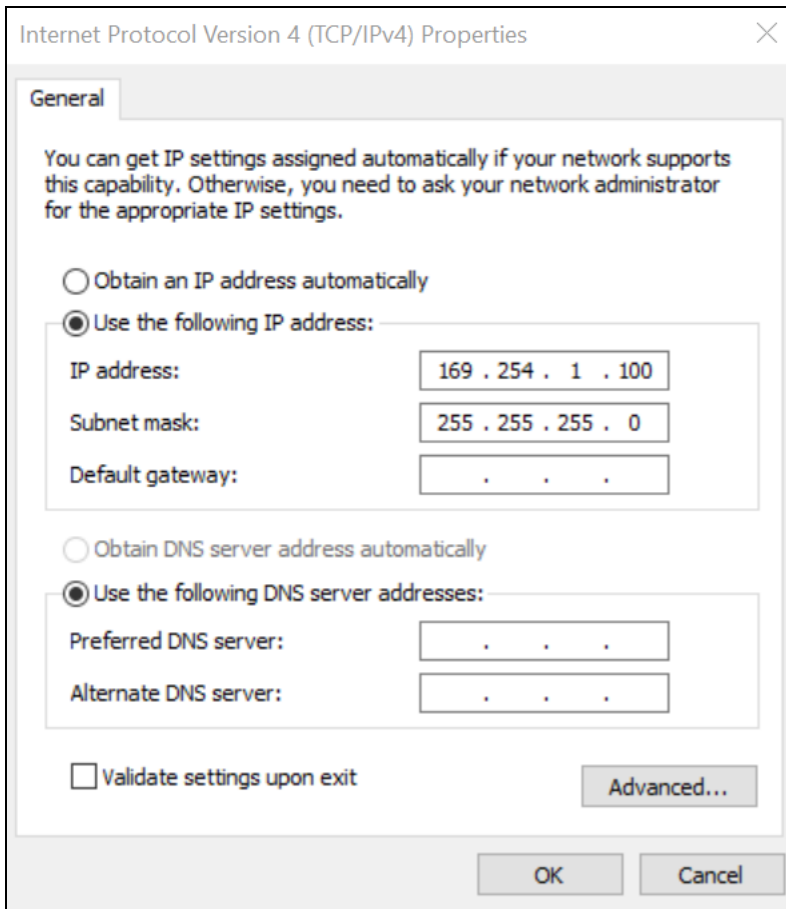 Internet Protocol Version 4 (TCP/IPv4) Properties
General
You can get IP settings assigned automatically if your network supports
this capability. Otherwise, you need to ask your network administrator
for the appropriate IP settings.
Obtain an IP address automatically
Use the following IP address:
IP address: 169 . 254 . 1 . 100
Subnet mask: 255 . 255 . 255 . 0
Default gateway: . . .
Obtain DNS server address automatically
Use the following DNS server addresses:
Preferred DNS server: . . .
Alternate DNS server: . . .
Validate settings upon exit
Advanced...
OK Cancel